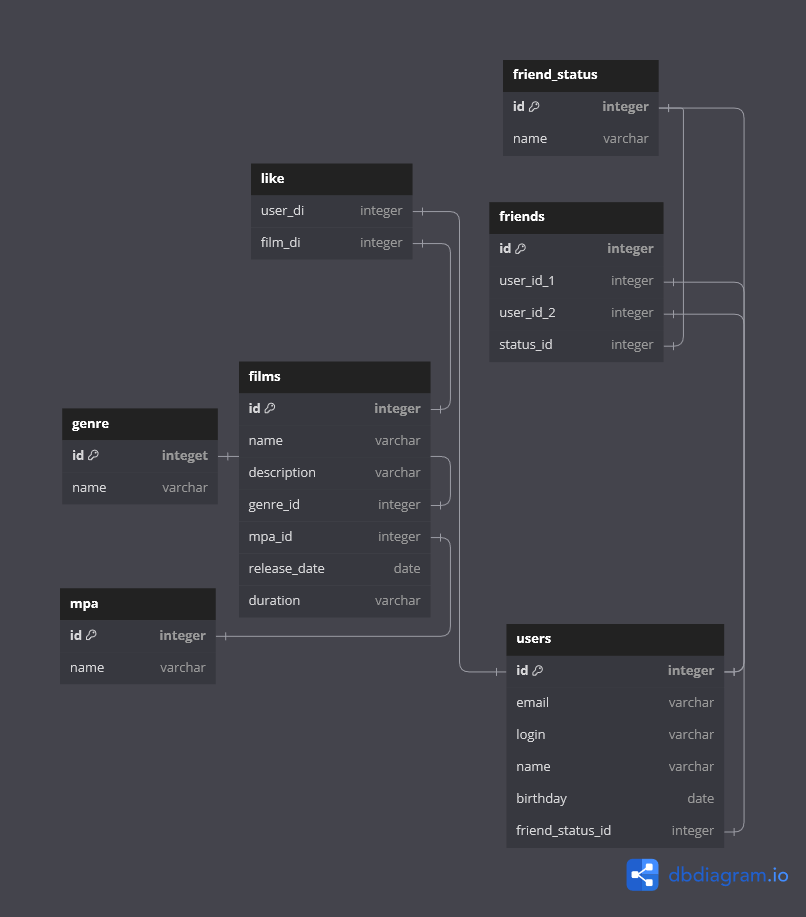 friend_status
id integer
name varchar
like
user_di integer
film_di integer
friends
id integer
user_id_1 integer
user_id_2 integer
status_id integer
films
id integer
name varchar
description varchar
genre_id integer
mpa_id integer
release_date date
duration varchar
genre
id integet
name varchar
mpa
id integer
name varchar
users
id integer
email varchar
login varchar
name varchar
birthday date
friend_status_id integer
dbdiagram.io